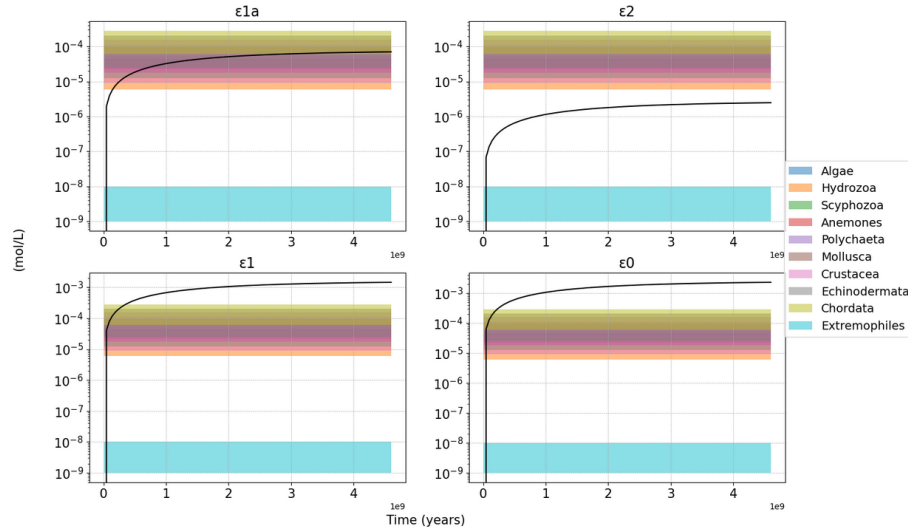 ε1a
ε2
10⁻⁴
10⁻⁵
10⁻⁶
10⁻⁷
10⁻⁸
10⁻⁹
0 1 2 3 4
1e9
10⁻⁴
10⁻⁵
10⁻⁶
10⁻⁷
10⁻⁸
10⁻⁹
0 1 2 3 4
1e9
(mol/L)
ε1
ε0
10⁻³
10⁻⁴
10⁻⁵
10⁻⁶
10⁻⁷
10⁻⁸
10⁻⁹
0 1 2 3 4
1e9
10⁻³
10⁻⁴
10⁻⁵
10⁻⁶
10⁻⁷
10⁻⁸
10⁻⁹
0 1 2 3 4
1e9
Time (years)
Algae
Hydrozoa
Scyphozoa
Anemones
Polychaeta
Mollusca
Crustacea
Echinodermata
Chordata
Extremophiles